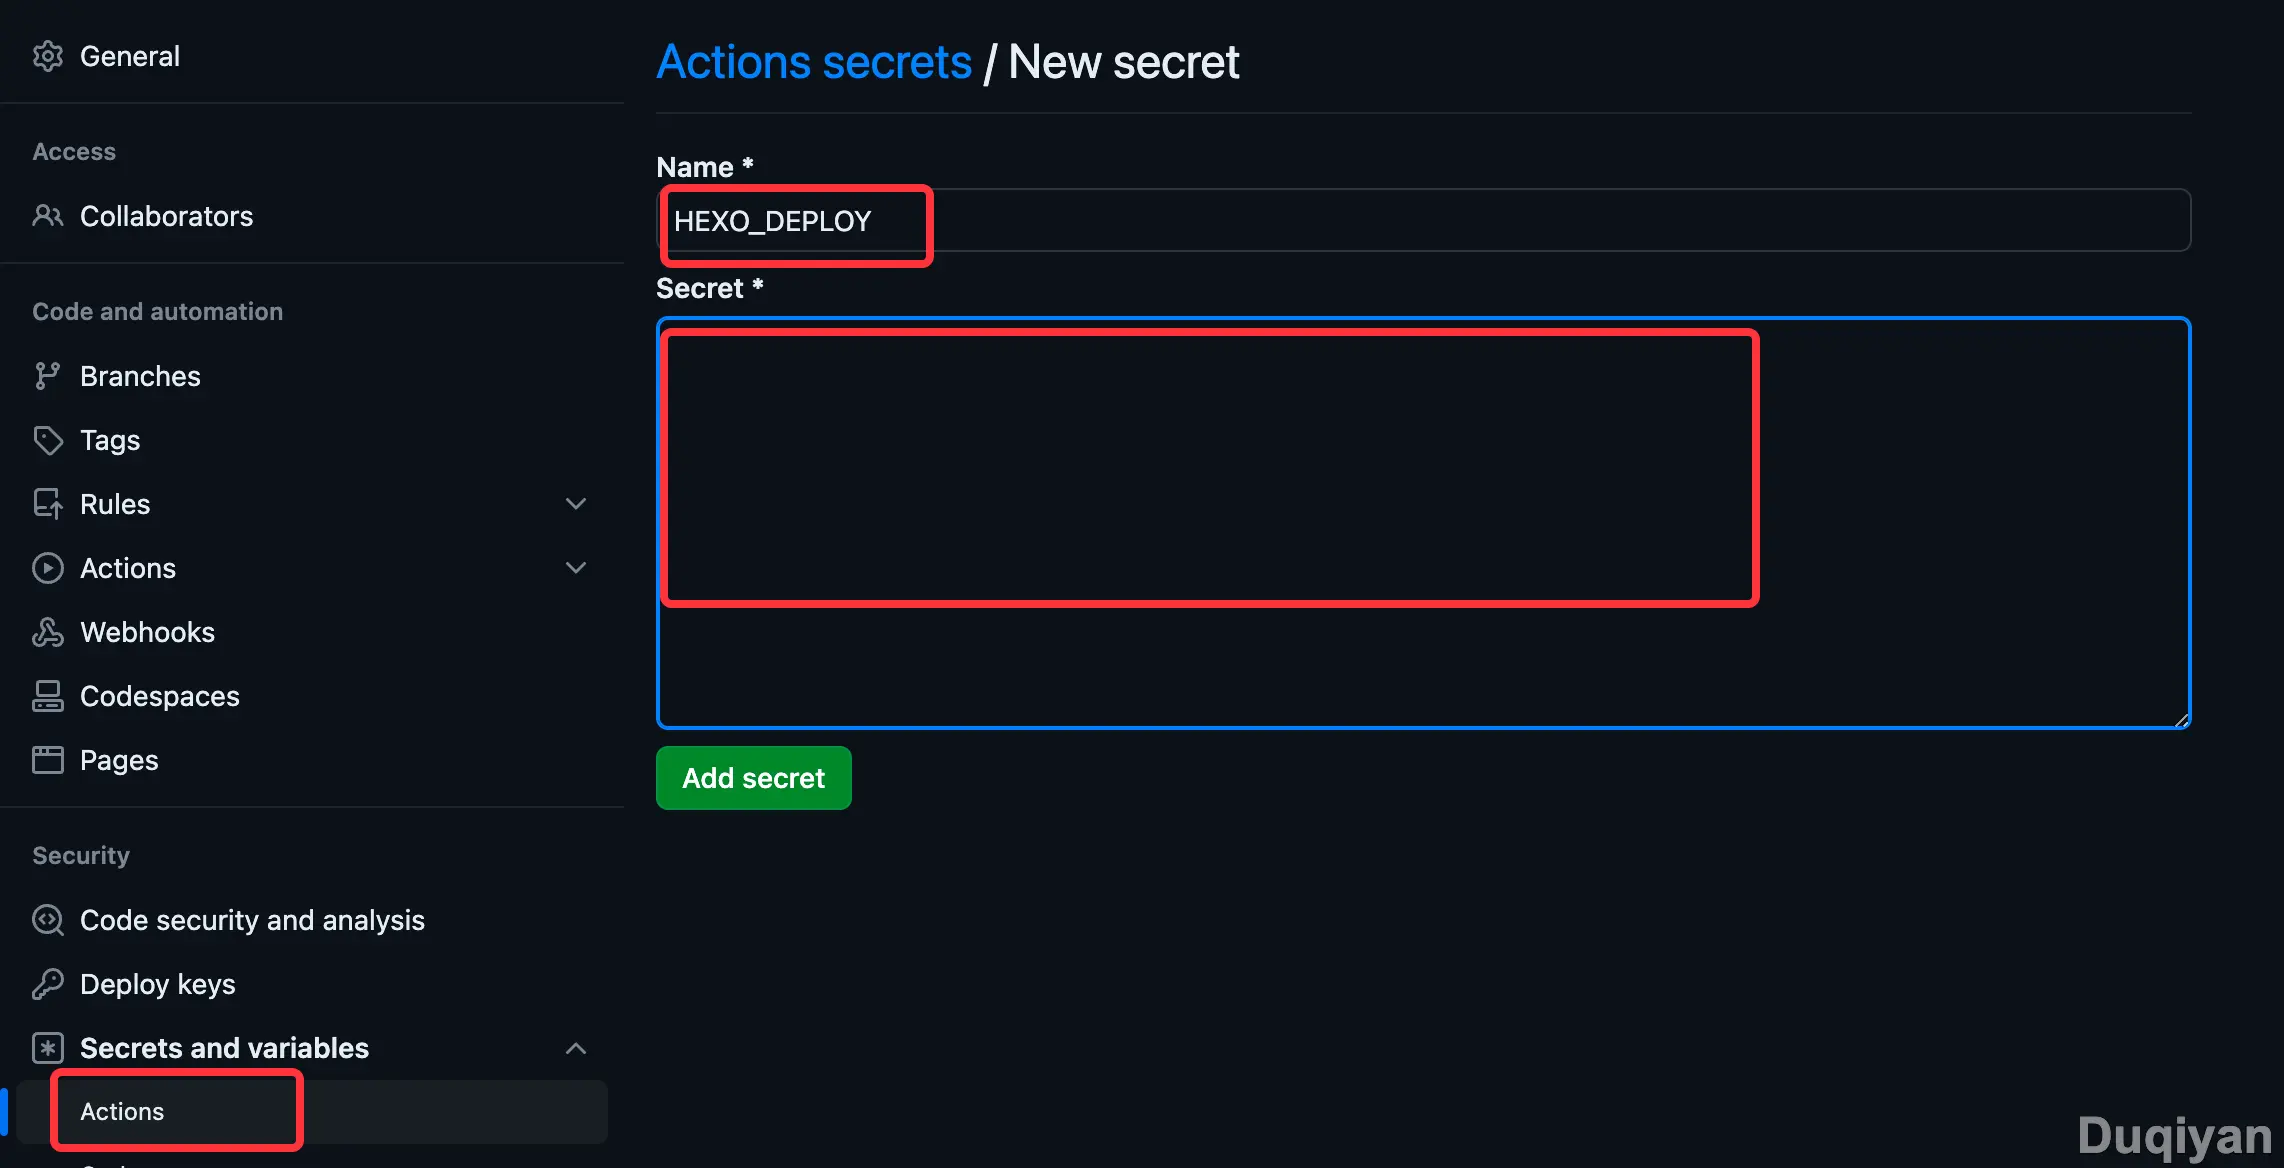 General
Access
Collaborators
Code and automation
Branches
Tags
Rules
Actions
Webhooks
Codespaces
Pages
Security
Code security and analysis
Deploy keys
Secrets and variables
Actions
Actions secrets / New secret
Name *
HEXO_DEPLOY
Secret *
Add secret
Duqiyan